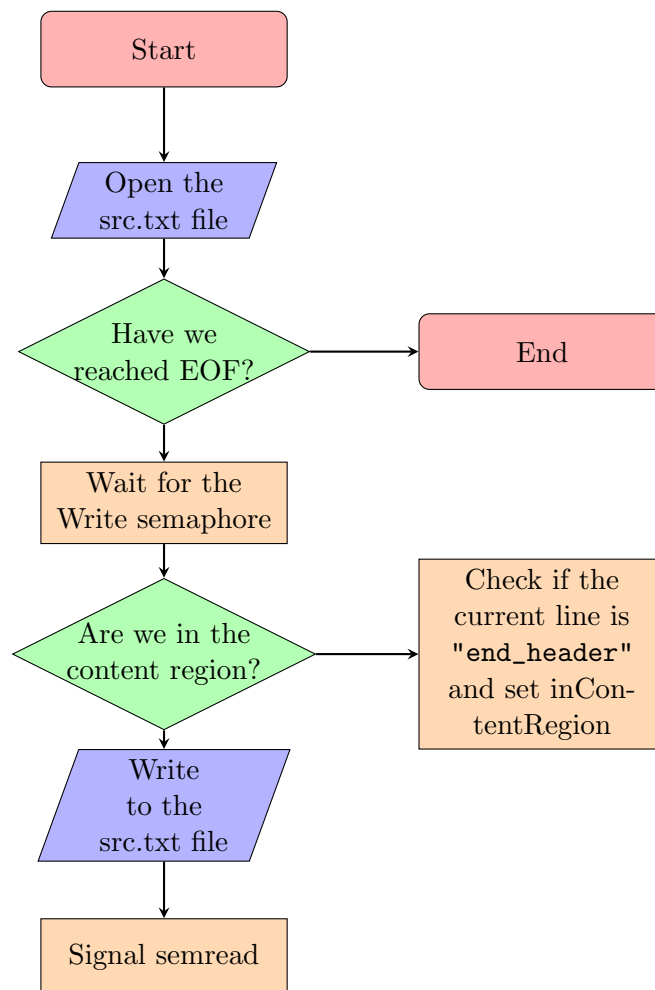 Start
Open the
src.txt file
Have we
reached EOF?
End
Wait for the
Write semaphore
Are we in the
content region?
Check if the
current line is
"end_header"
and set inCon-
tentRegion
Write
to the
src.txt file
Signal semread